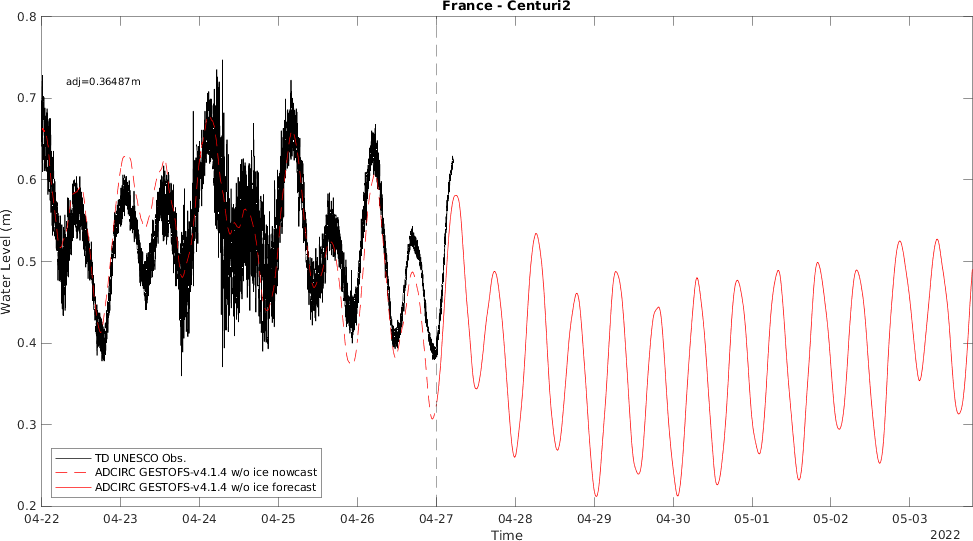 France - Centuri2
0.8
adj=0.36487m
0.7
0.6
0.5
0.4
0.3
0.2
Water Level (m)
TD UNESCO Obs.
ADCIRC GESTOFS-v4.1.4 w/o ice nowcast
ADCIRC GESTOFS-v4.1.4 w/o ice forecast
04-22 04-23 04-24 04-25 04-26 04-27 04-28 04-29 04-30 05-01 05-02 05-03
Time
2022